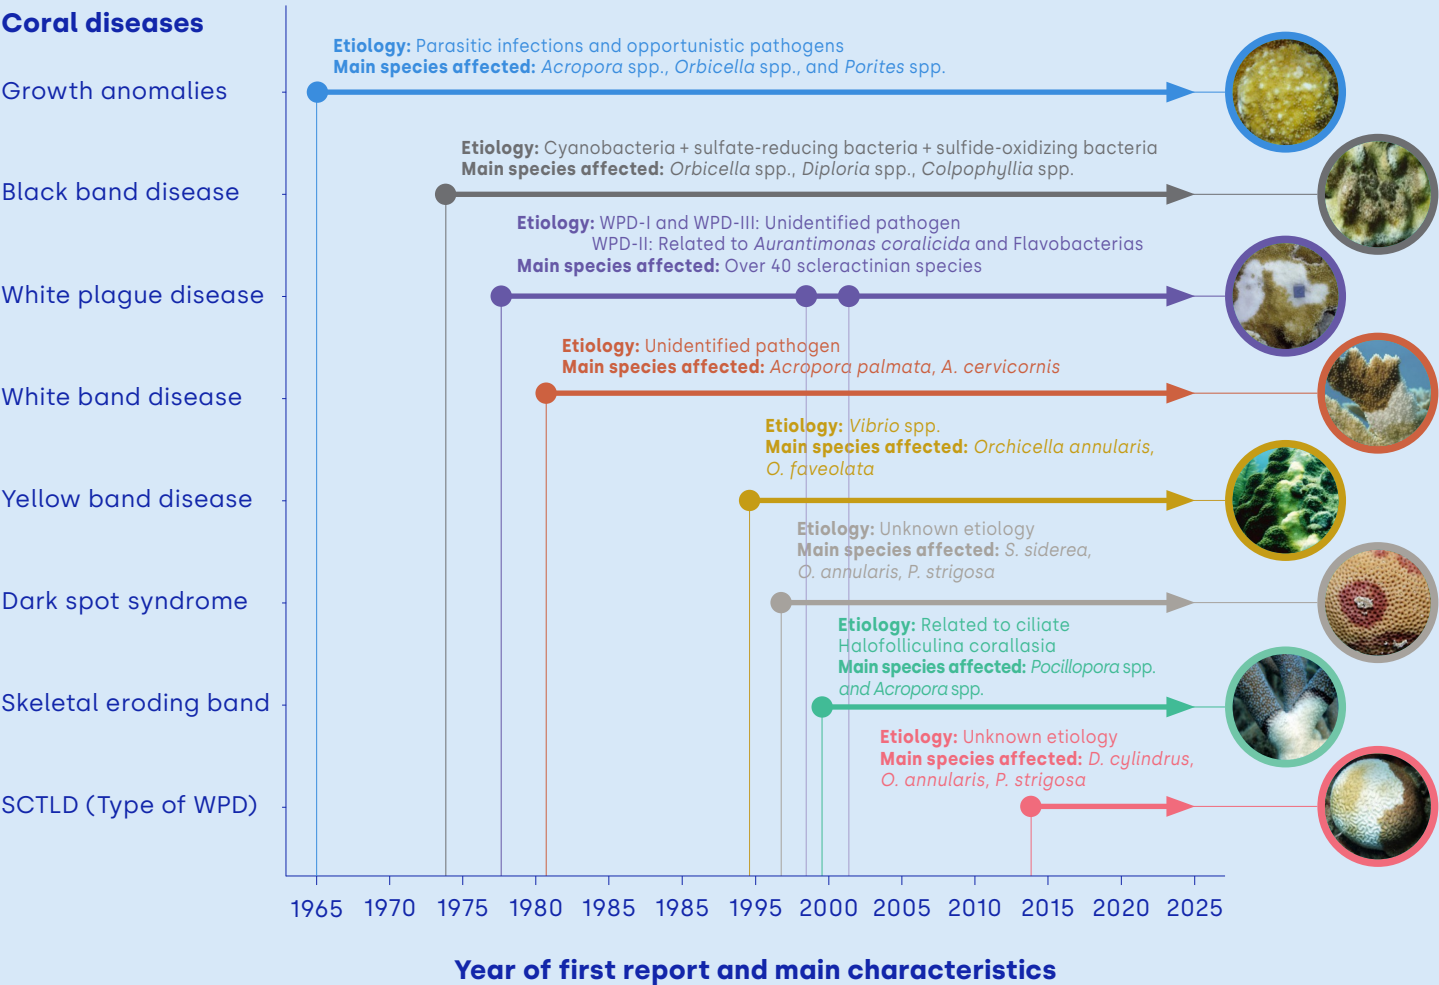 Coral diseases
Etiology: Parasitic infections and opportunistic pathogens
Main species affected: Acropora spp., Orbicella spp., and Porites spp.
Growth anomalies
Etiology: Cyanobacteria + sulfate-reducing bacteria + sulfide-oxidizing bacteria
Main species affected: Orbicella spp., Diploria spp., Colpophyllia spp.
Black band disease
Etiology: WPD-I and WPD-III: Unidentified pathogen
WPD-II: Related to Aurantimonas coralicida and Flavobacterias
Main species affected: Over 40 scleractinian species
White plague disease
Etiology: Unidentified pathogen
Main species affected: Acropora palmata, A. cervicornis
White band disease
Etiology: Vibrio spp.
Main species affected: Orchicella annularis,
O. faveolata
Yellow band disease
Etiology: Unknown etiology
Main species affected: S. siderea,
O. annularis, P. strigosa
Dark spot syndrome
Etiology: Related to ciliate
Halofolliculina corallasia
Main species affected: Pocillopora spp.
and Acropora spp.
Skeletal eroding band
Etiology: Unknown etiology
Main species affected: D. cylindrus,
O. annularis, P. strigosa
SCTLD (Type of WPD)
1965 1970 1975 1980 1985 1985 1995 2000 2005 2010 2015 2020 2025
Year of first report and main characteristics